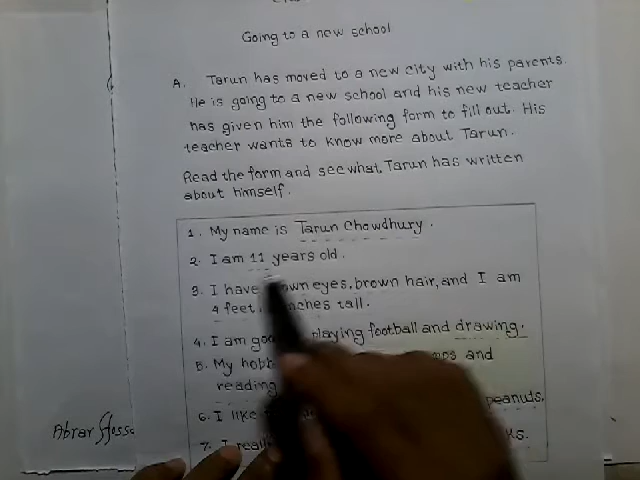 Going to a new school
A. Tarun has moved to a new city with his parents.
He is going to a new school and his new teacher
has given him the following form to fill out. His
teacher wants to know more about Tarun.
Read the form and see what Tarun has written
about himself.
1. My name is Tarun Chowdhury.
2. I am 11 years old.
3. I have eyes, brown hair, and I am
4 feet tall.
4. I am playing football and drawing.
5. My and
reading
6. I like peanuts.
7. I
Abrar